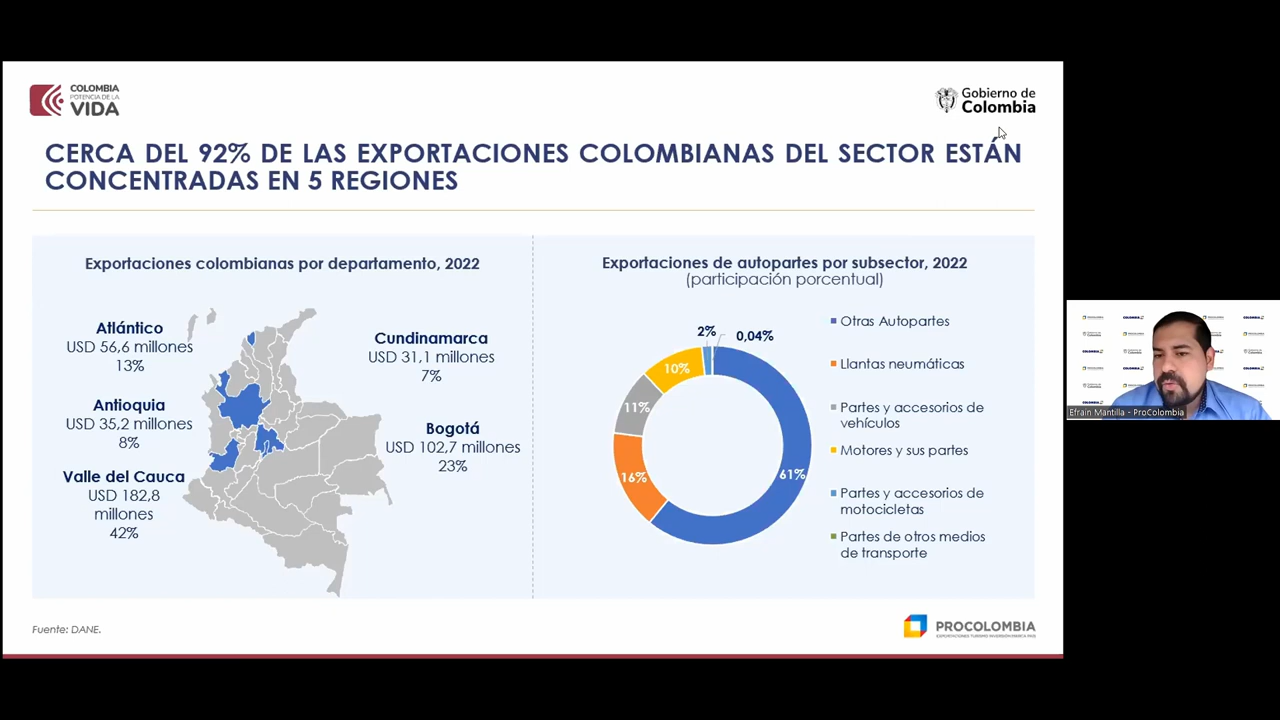 COLOMBIA
POTENCIA DE LA
VIDA
Gobierno de
Colombia
CERCA DEL 92% DE LAS EXPORTACIONES COLOMBIANAS DEL SECTOR ESTÁN
CONCENTRADAS EN 5 REGIONES
Exportaciones colombianas por departamento, 2022
Atlántico
USD 56,6 millones
13%
Antioquia
USD 35,2 millones
8%
Valle del Cauca
USD 182,8
millones
42%
Cundinamarca
USD 31,1 millones
7%
Bogotá
USD 102,7 millones
23%
Exportaciones de autopartes por subsector, 2022
(participación porcentual)
2%
0,04%
10%
11%
16%
61%
Otras Autopartes
Llantas neumáticas
Partes y accesorios de
vehículos
Motores y sus partes
Partes y accesorios de
motocicletas
Partes de otros medios
de transporte
Fuente: DANE.
PROCOLOMBIA
EXPORTACIONES TURISMO INVERSIÓN MARCA PAÍS
Efrain Mantilla - ProColombia